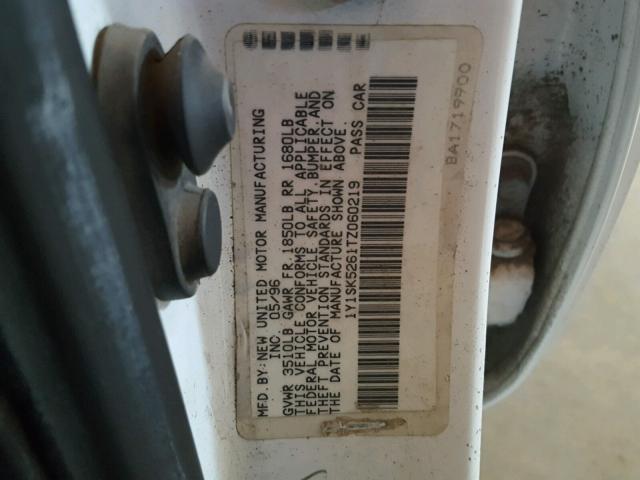 MFD.BY:NEW UNITED MOTOR MANUFACTURING
INC. 05/96
GVWR 3510LB GAWR FR.1850LB RR 1680LB
THIS VEHICLE CONFORMS TO ALL APPLICABLE
FEDERAL MOTOR VEHICLE SAFETY,BUMPER,AND
THEFT PREVENTION STANDARDS IN EFFECT ON
THE DATE OF MANUFACTURE SHOWN ABOVE.
1Y1SK5261TZ060219 PASS CAR
BA1719900